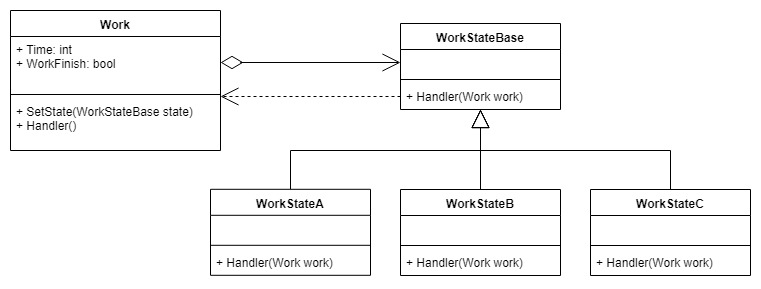 Work
+ Time: int
+ WorkFinish: bool
+ SetState(WorkStateBase state)
+ Handler()
WorkStateBase
+ Handler(Work work)
WorkStateA
+ Handler(Work work)
WorkStateB
+ Handler(Work work)
WorkStateC
+ Handler(Work work)